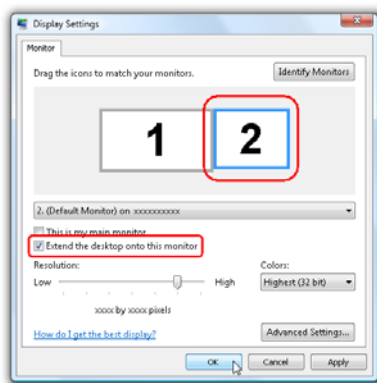 Display Settings
Monitor
Drag the icons to match your monitors.
Identify Monitors
1
2
2. (Default Monitor) on xxxxxxxxxx
This is my main monitor
Extend the desktop onto this monitor
Resolution:
Colors:
Low
High
Highest (32 bit)
xxxx by xxxx pixels
How do I get the best display?
Advanced Settings...
OK
Cancel
Apply